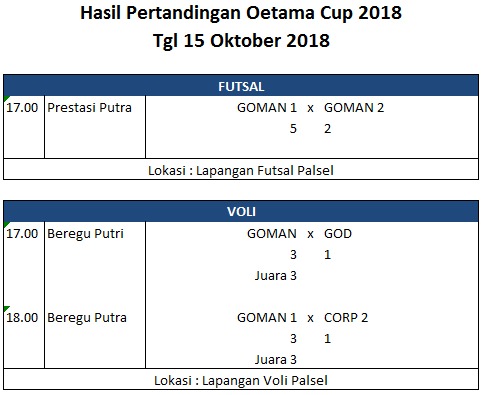 Hasil Pertandingan Oetama Cup 2018
Tgl 15 Oktober 2018
FUTSAL
17.00 Prestasi Putra GOMAN 1 x GOMAN 2
5 2
Lokasi : Lapangan Futsal Palsel
VOLI
17.00 Beregu Putri GOMAN x GOD
3 1
Juara 3
18.00 Beregu Putra GOMAN 1 x CORP 2
3 1
Juara 3
Lokasi : Lapangan Voli Palsel